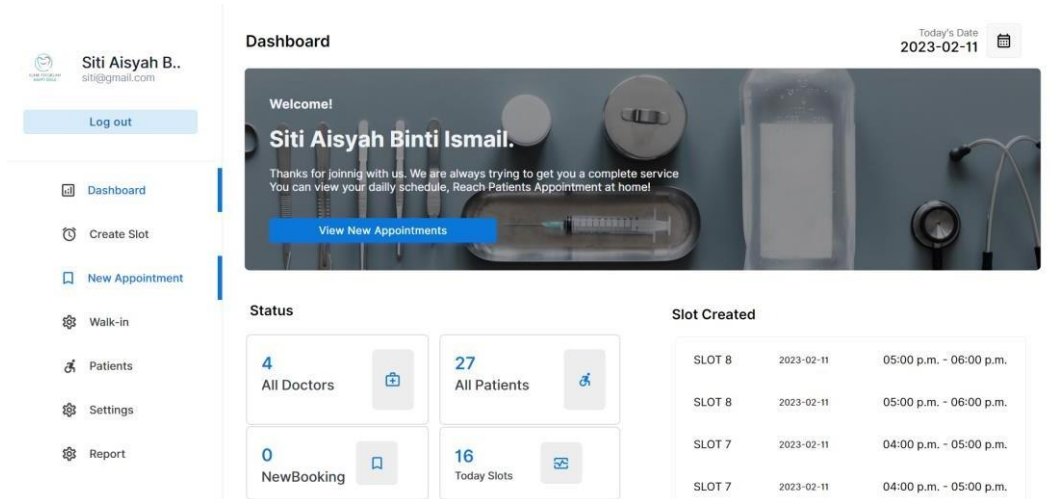 Siti Aisyah B..
siti@gmail.com
Log out
Dashboard
Create Slot
New Appointment
Walk-in
Patients
Settings
Report
Dashboard
Today's Date
2023-02-11
Welcome!
Siti Aisyah Binti Ismail.
Thanks for joinnig with us. We are always trying to get you a complete service
You can view your dailly schedule, Reach Patients Appointment at home!
View New Appointments
Status
4
All Doctors
27
All Patients
0
NewBooking
16
Today Slots
Slot Created
SLOT 8 2023-02-11 05:00 p.m. - 06:00 p.m.
SLOT 8 2023-02-11 05:00 p.m. - 06:00 p.m.
SLOT 7 2023-02-11 04:00 p.m. - 05:00 p.m.
SLOT 7 2023-02-11 04:00 p.m. - 05:00 p.m.